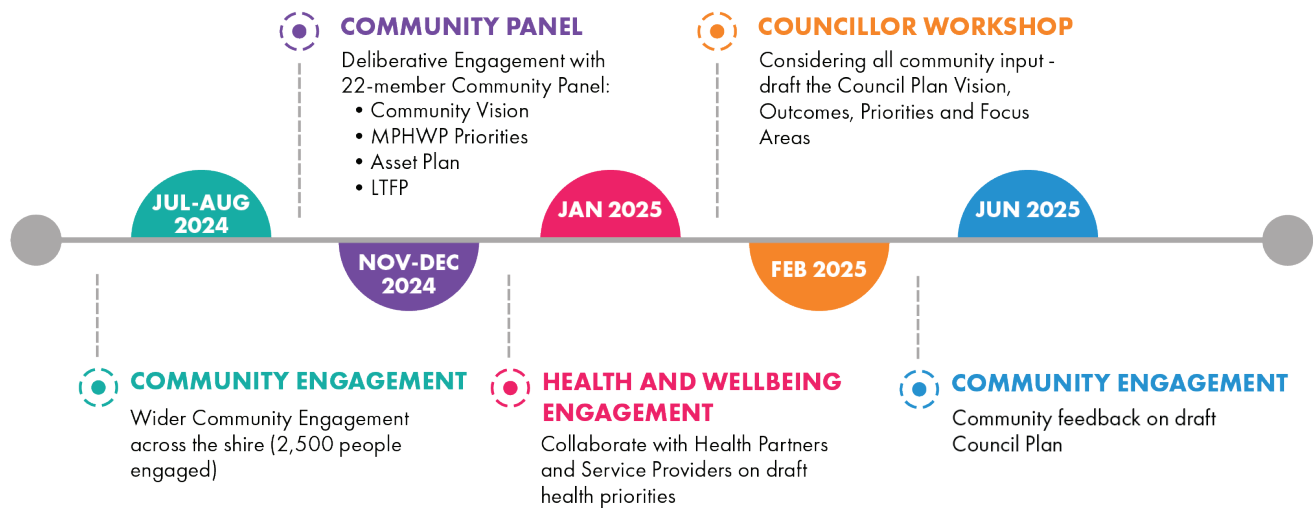 COMMUNITY PANEL
Deliberative Engagement with
22-member Community Panel:
• Community Vision
• MPHWP Priorities
• Asset Plan
• LTFP
COUNCILLOR WORKSHOP
Considering all community input -
draft the Council Plan Vision,
Outcomes, Priorities and Focus
Areas
JUL-AUG
2024
NOV-DEC
2024
JAN 2025
FEB 2025
JUN 2025
COMMUNITY ENGAGEMENT
Wider Community Engagement
across the shire (2,500 people
engaged)
HEALTH AND WELLBEING
ENGAGEMENT
Collaborate with Health Partners
and Service Providers on draft
health priorities
COMMUNITY ENGAGEMENT
Community feedback on draft
Council Plan